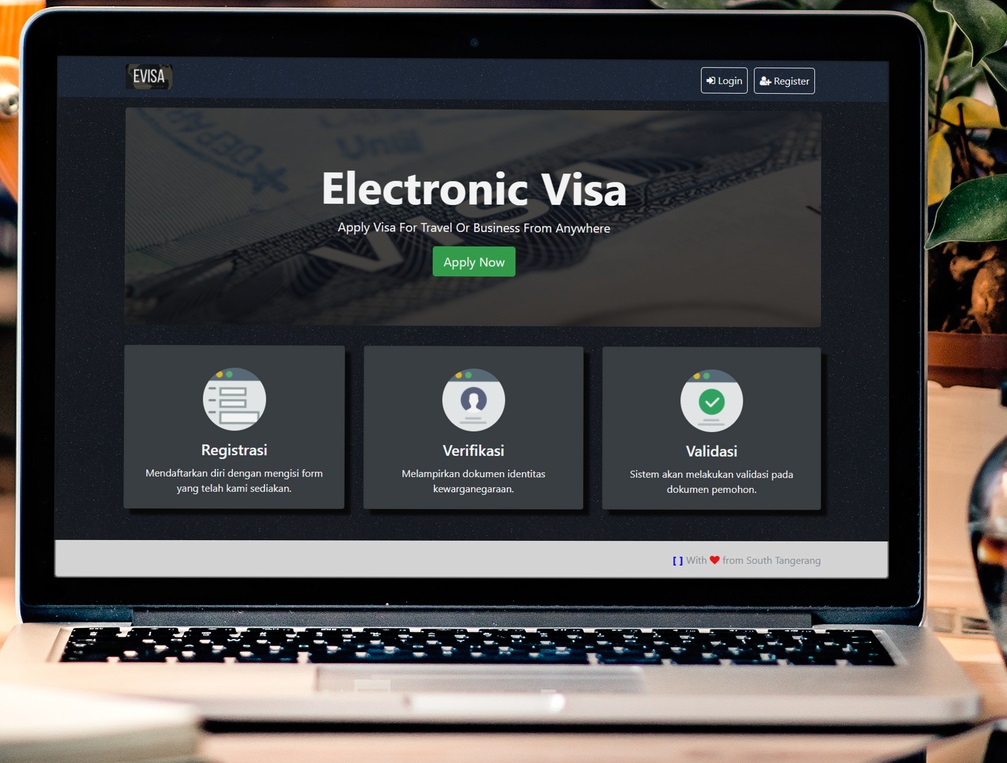 EVISA
Login
Register
Electronic Visa
Apply Visa For Travel Or Business From Anywhere
Apply Now
VISA
Registrasi
Mendaftarkan diri dengan mengisi form
yang telah kami sediakan.
Verifikasi
Melampirkan dokumen identitas
kewarganegaraan.
Validasi
Sistem akan melakukan validasi pada
dokumen pemohon.
[ ] With ❤ from South Tangerang